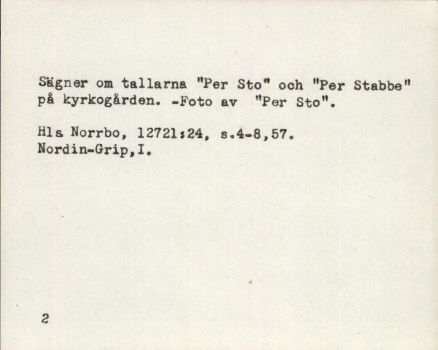 Sägner om tallarna "Per Sto" och "Per Stabbe"
på kyrkogården. -Foto av "Per Sto".
Hls Norrbo, 12721:24, s.4-8,57.
Nordin-Grip,I.
2